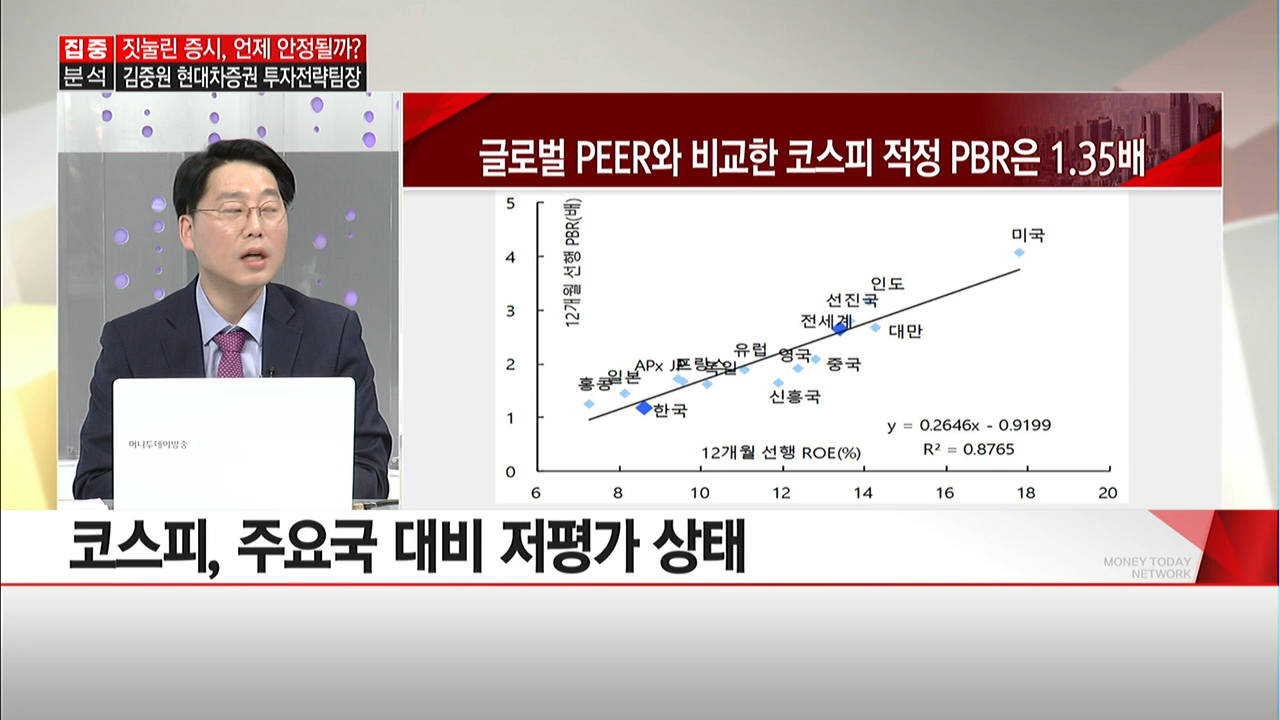 집중
분석
짓눌린 증시, 언제 안정될까?
김중원 현대차증권 투자전략팀장
글로벌 PEER와 비교한 코스피 적정 PBR은 1.35배
12개월 선행 PBR(배)
5
4
3
2
1
0
미국
인도
선진국
전세계
대만
유럽
영국
중국
APx JP
프랑스
독일
신흥국
홍콩
일본
한국
y = 0.2646x - 0.9199
R² = 0.8765
12개월 선행 ROE(%)
6 8 10 12 14 16 18 20
머니투데이방송
코스피, 주요국 대비 저평가 상태
MONEY TODAY
NETWORK